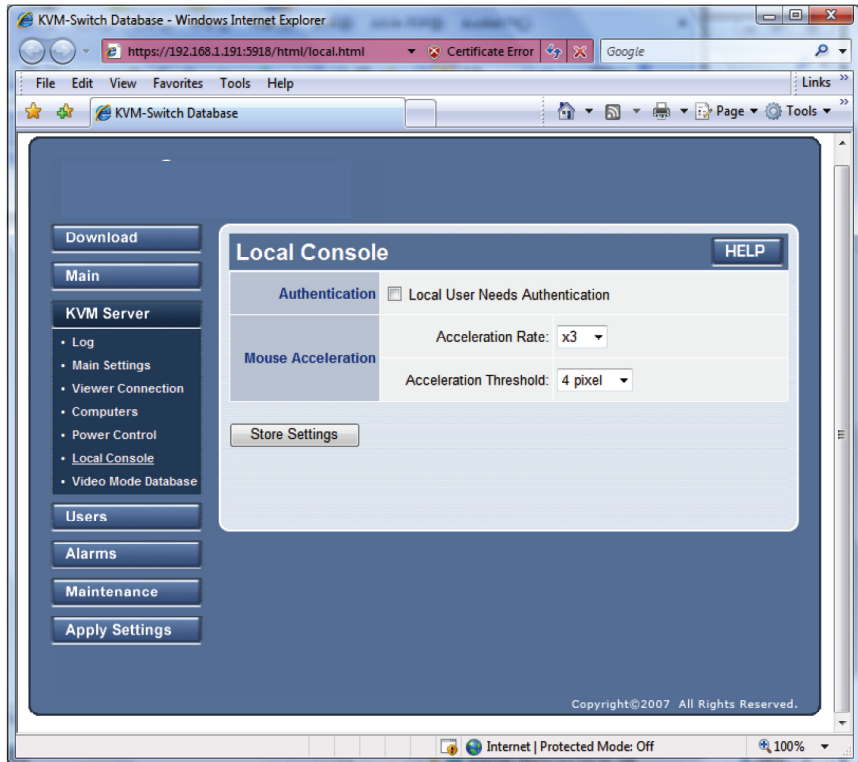 KVM-Switch Database - Windows Internet Explorer
https://192.168.1.191:5918/html/local.html
Certificate Error
Google
File Edit View Favorites Tools Help
Links
KVM-Switch Database
Page
Tools
Download
Main
KVM Server
• Log
• Main Settings
• Viewer Connection
• Computers
• Power Control
• Local Console
• Video Mode Database
Users
Alarms
Maintenance
Apply Settings
Local Console
HELP
Authentication
Local User Needs Authentication
Mouse Acceleration
Acceleration Rate: x3
Acceleration Threshold: 4 pixel
Store Settings
Copyright©2007 All Rights Reserved.
Internet | Protected Mode: Off
100%